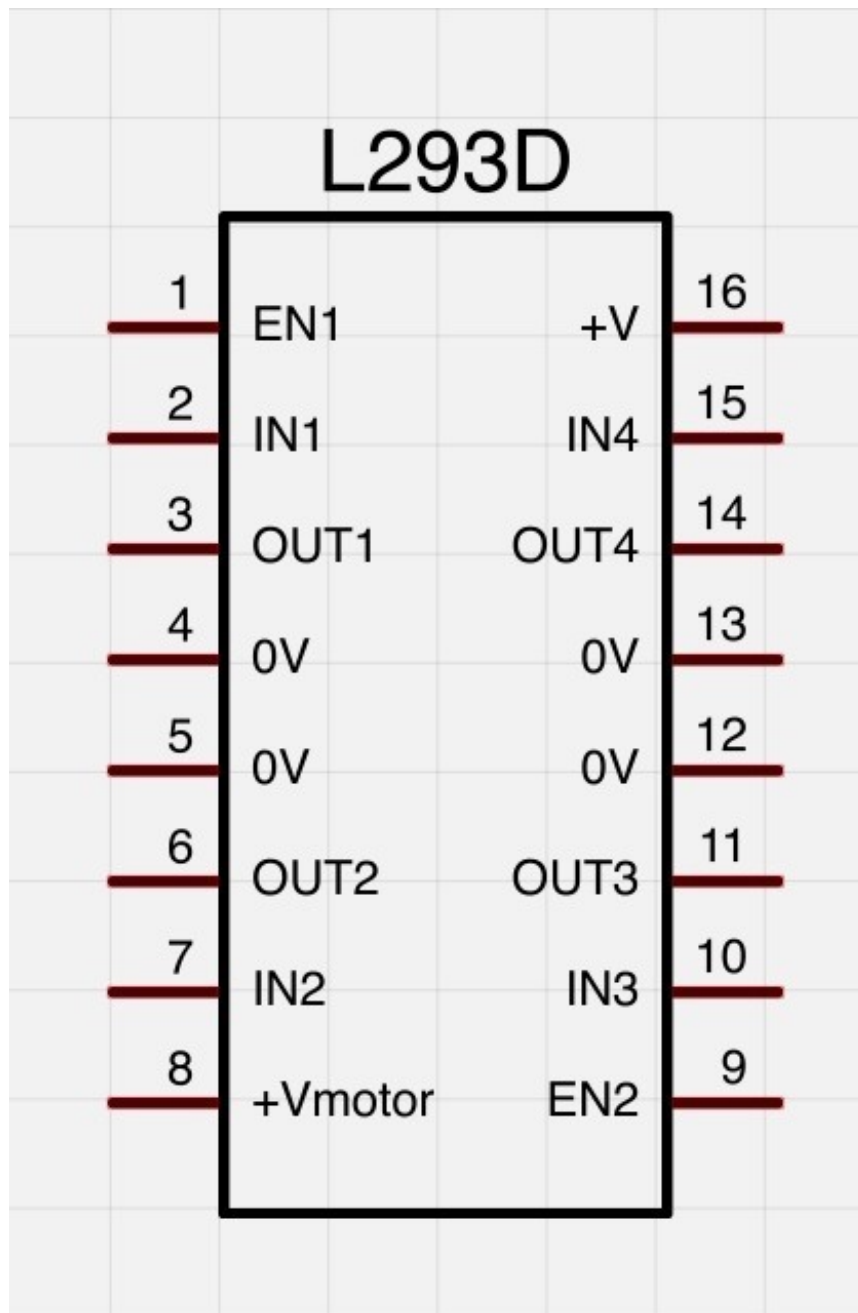 L293D
1 EN1 +V 16
2 IN1 IN4 15
3 OUT1 OUT4 14
4 0V 0V 13
5 0V 0V 12
6 OUT2 OUT3 11
7 IN2 IN3 10
8 +Vmotor EN2 9